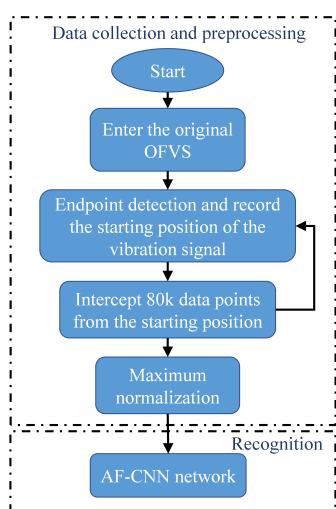 Data collection and preprocessing
Start
Enter the original
OFVS
Endpoint detection and record
the starting position of the
vibration signal
Intercept 80k data points
from the starting position
Maximum
normalization
Recognition
AF-CNN network